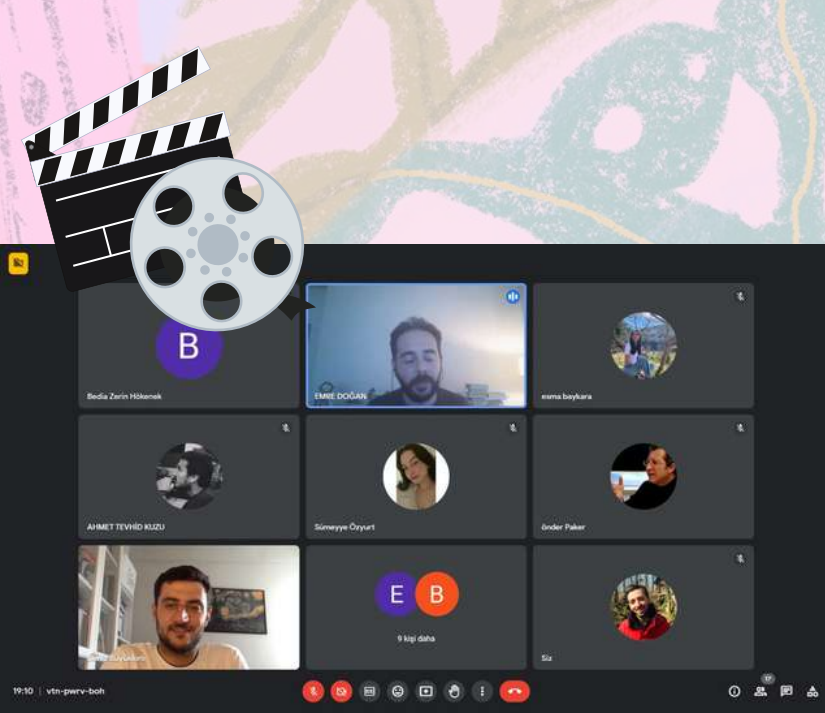 B
Bedia Zerin Hökenek
EMRE DOĞAN
esma baykara
AHMET TEVHİD KUZU
Sümeyye Özyurt
önder Paker
E
B
9 kişi daha
Siz
19:10 | vtn-pwrv-boh
17